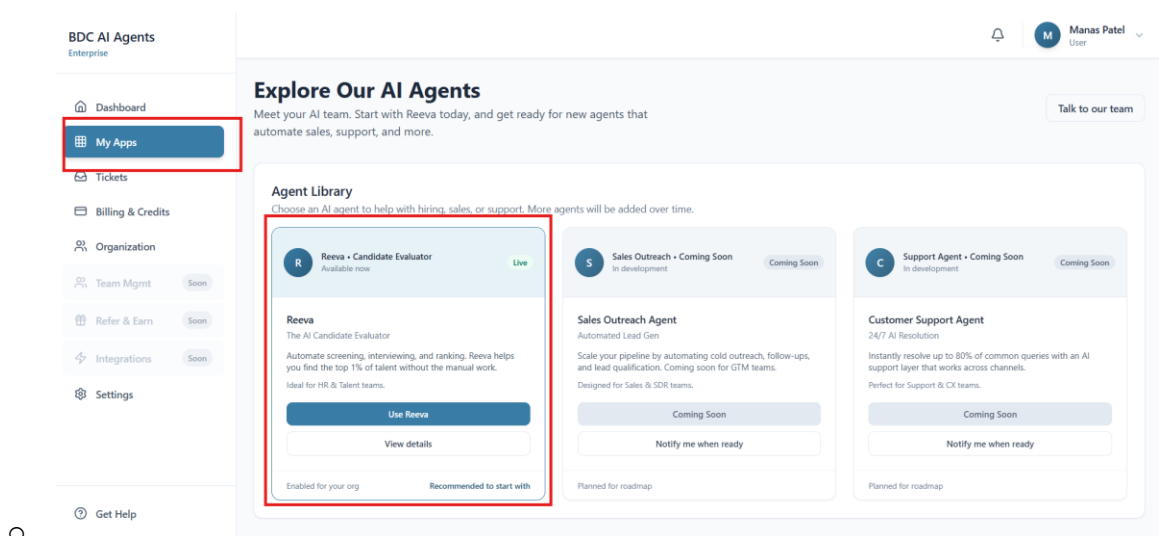 BDC AI Agents
Enterprise
M
Manas Patel
User
Dashboard
My Apps
Tickets
Billing & Credits
Organization
Team Mgmt
Soon
Refer & Earn
Soon
Integrations
Soon
Settings
Get Help
Explore Our AI Agents
Meet your AI team. Start with Reeva today, and get ready for new agents that
automate sales, support, and more.
Talk to our team
Agent Library
Choose an AI agent to help with hiring, sales, or support. More agents will be added over time.
R
Reeva • Candidate Evaluator
Available now
Live
Reeva
The AI Candidate Evaluator
Automate screening, interviewing, and ranking. Reeva helps
you find the top 1% of talent without the manual work.
Ideal for HR & Talent teams.
Use Reeva
View details
Enabled for your org
Recommended to start with
S
Sales Outreach • Coming Soon
In development
Coming Soon
Sales Outreach Agent
Automated Lead Gen
Scale your pipeline by automating cold outreach, follow-ups,
and lead qualification. Coming soon for GTM teams.
Designed for Sales & SDR teams.
Coming Soon
Notify me when ready
Planned for roadmap
C
Support Agent • Coming Soon
In development
Coming Soon
Customer Support Agent
24/7 AI Resolution
Instantly resolve up to 80% of common queries with an AI
support layer that works across channels.
Perfect for Support & CX teams.
Coming Soon
Notify me when ready
Planned for roadmap